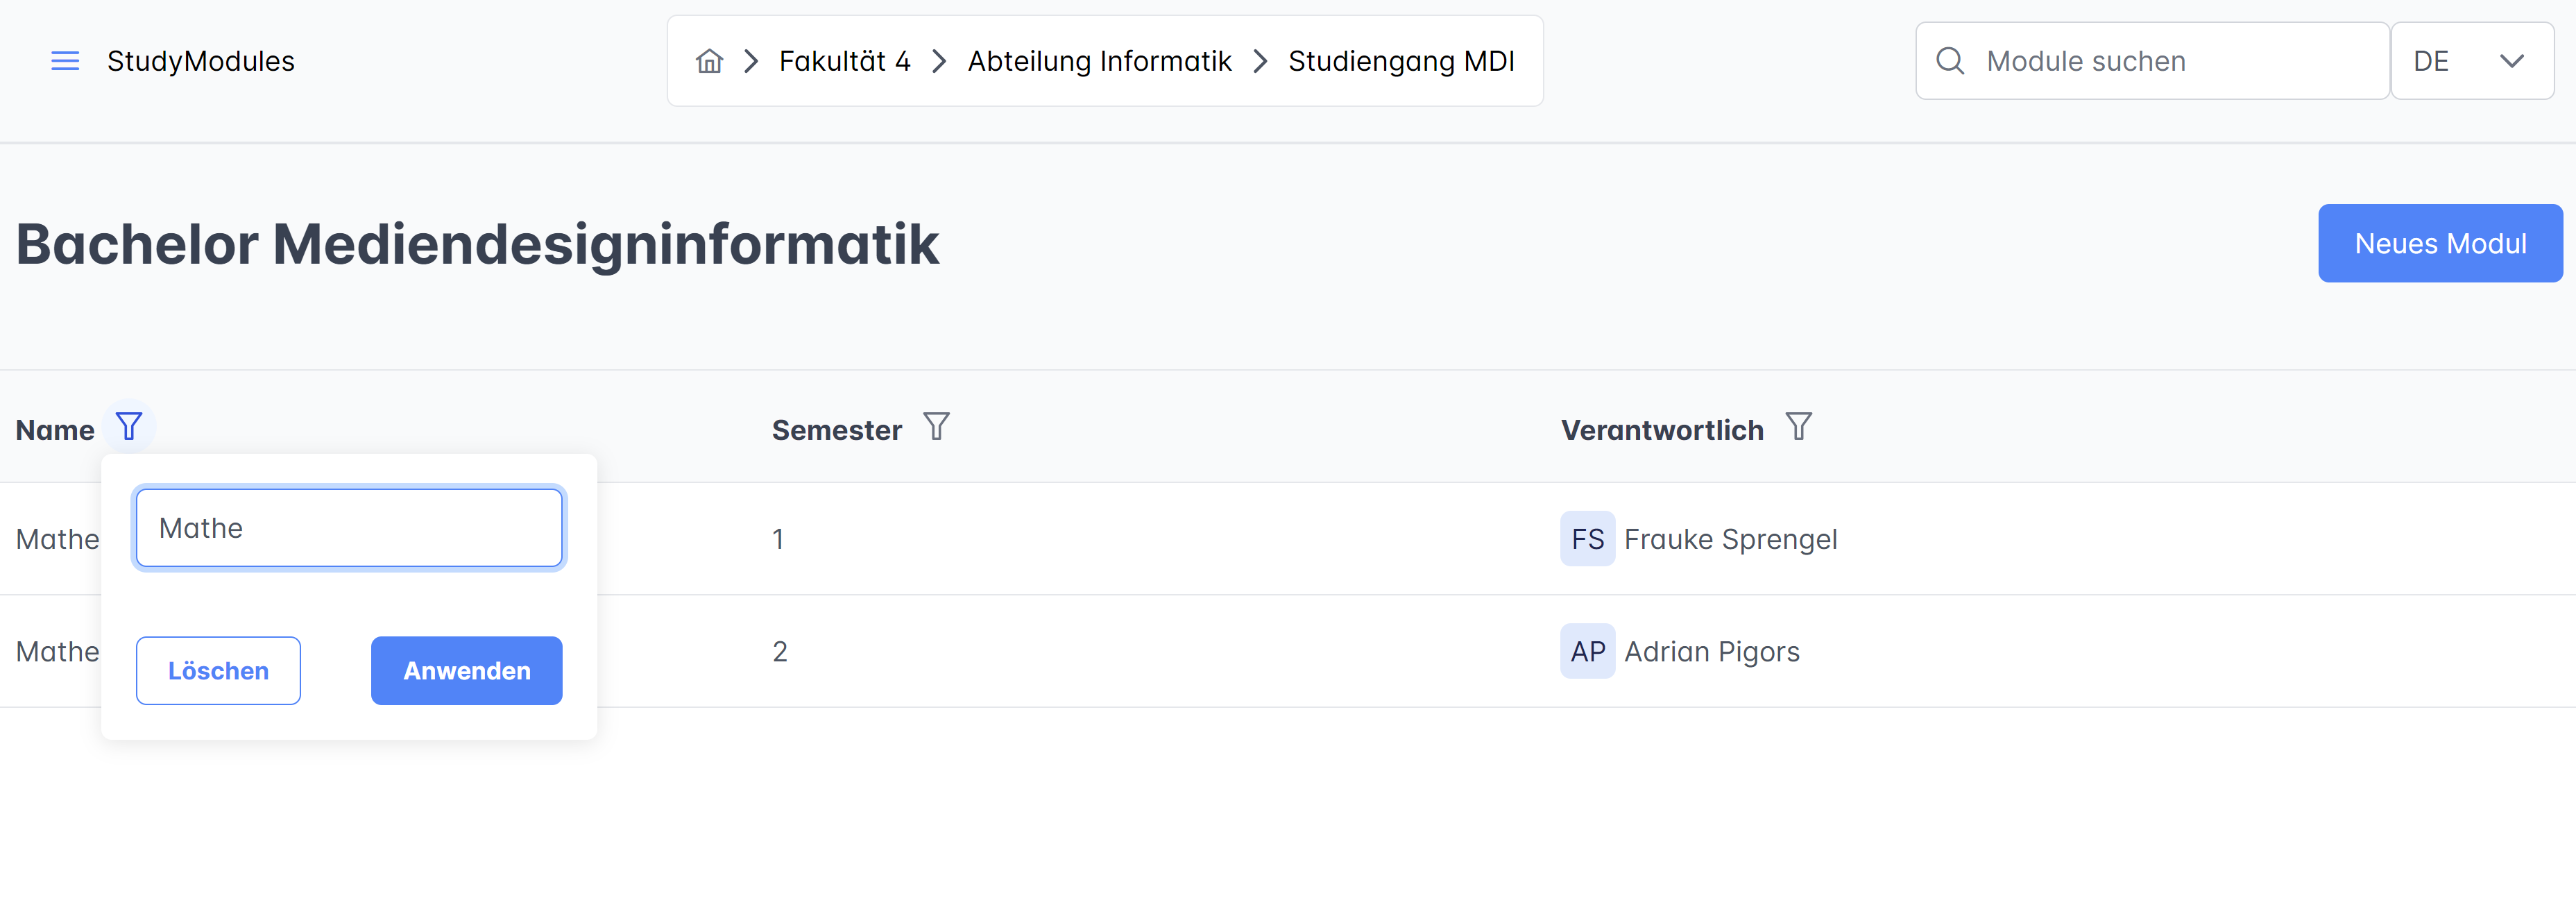 StudyModules
Fakultät 4 Abteilung Informatik Studiengang MDI
Module suchen
DE
Bachelor Mediendesigninformatik
Neues Modul
Name Semester Verantwortlich
Mathe
Mathe 1 FS Frauke Sprengel
Mathe 2 AP Adrian Pigors
Löschen Anwenden